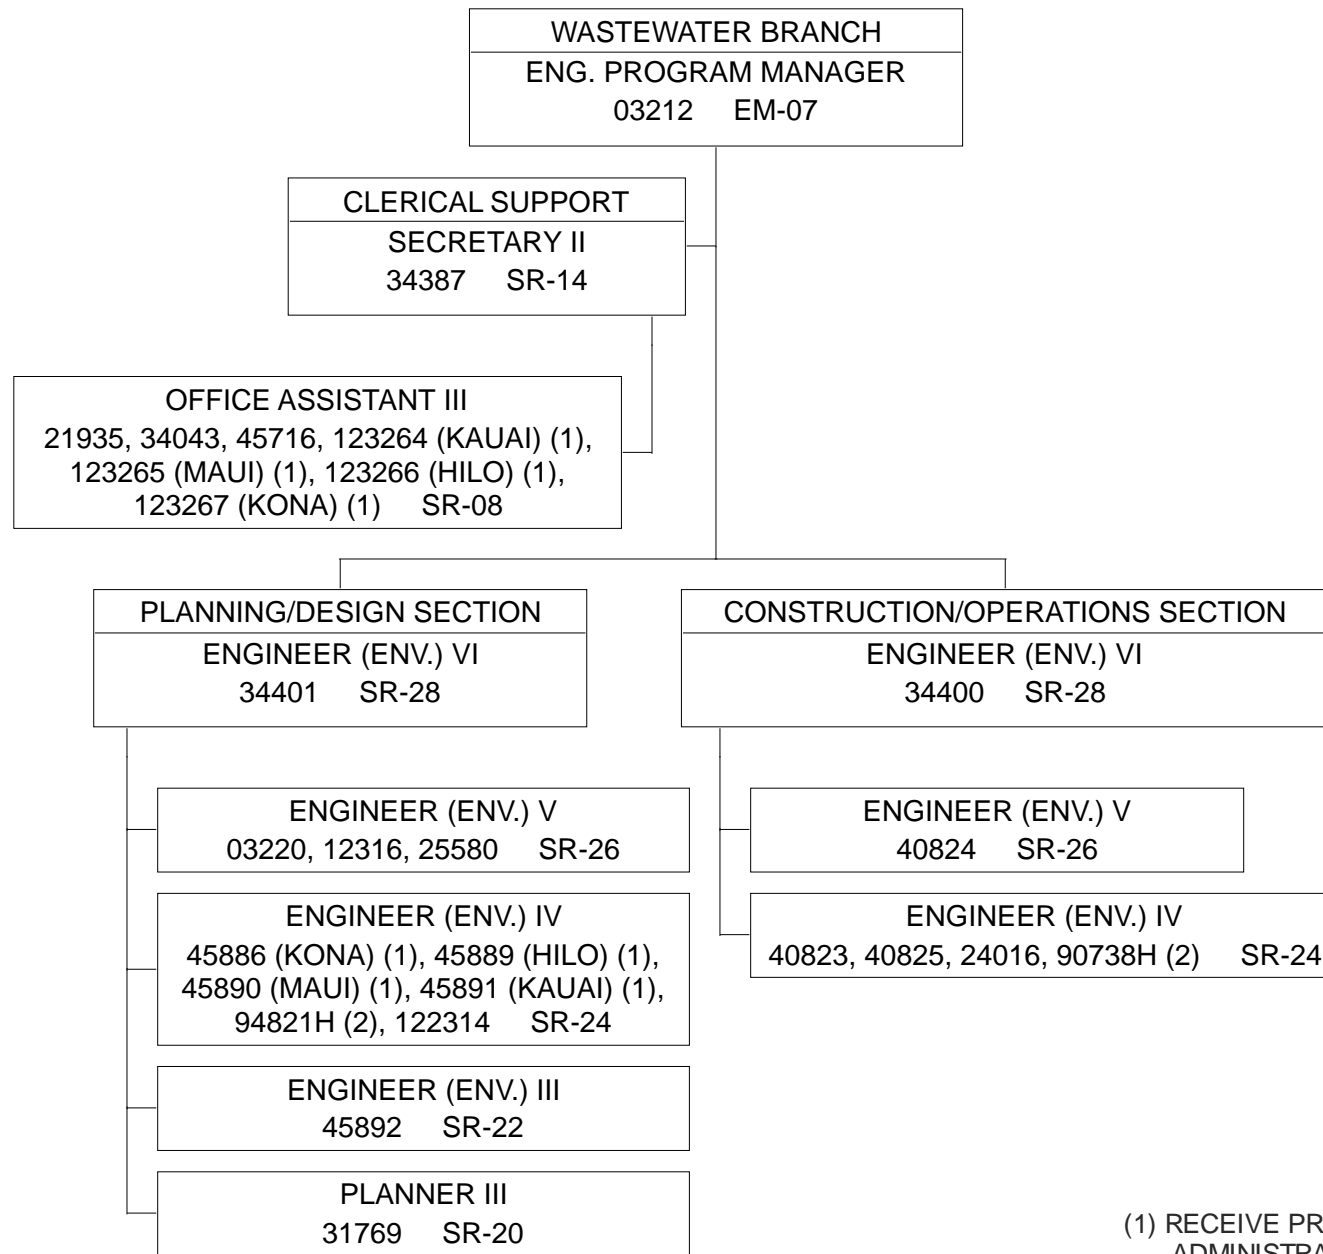 WASTEWATER BRANCH
ENG. PROGRAM MANAGER
03212 EM-07
CLERICAL SUPPORT
SECRETARY II
34387 SR-14
OFFICE ASSISTANT III
21935, 34043, 45716, 123264 (KAUAI) (1),
123265 (MAUI) (1), 123266 (HILO) (1),
123267 (KONA) (1) SR-08
PLANNING/DESIGN SECTION
ENGINEER (ENV.) VI
34401 SR-28
ENGINEER (ENV.) V
03220, 12316, 25580 SR-26
ENGINEER (ENV.) IV
45886 (KONA) (1), 45889 (HILO) (1),
45890 (MAUI) (1), 45891 (KAUAI) (1),
94821H (2), 122314 SR-24
ENGINEER (ENV.) III
45892 SR-22
PLANNER III
31769 SR-20
CONSTRUCTION/OPERATIONS SECTION
ENGINEER (ENV.) VI
34400 SR-28
ENGINEER (ENV.) V
40824 SR-26
ENGINEER (ENV.) IV
40823, 40825, 24016, 90738H (2) SR-24
(1) RECEIVE